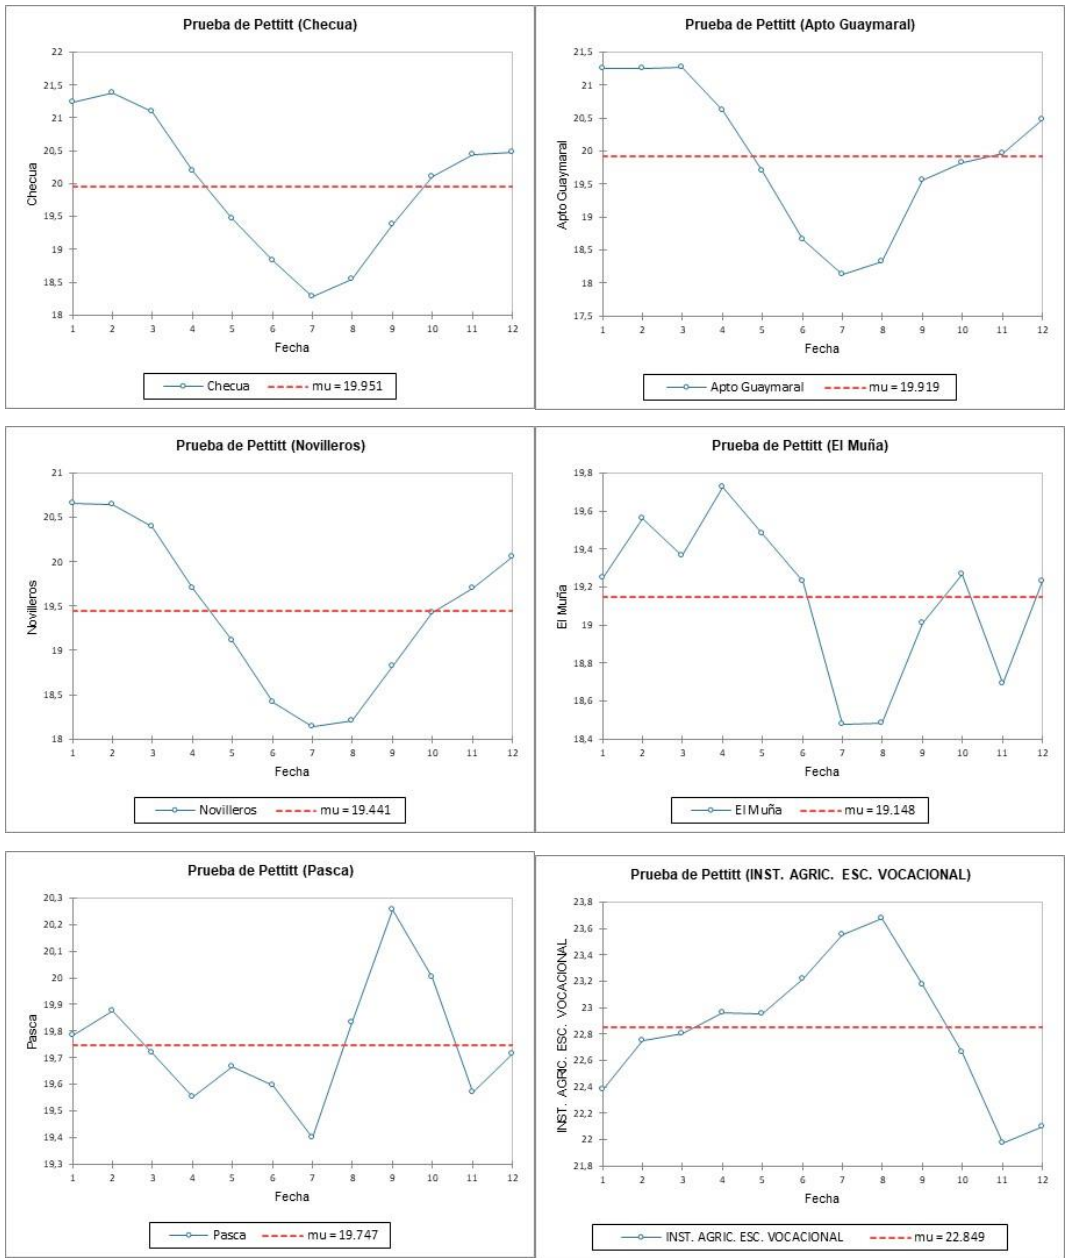 Prueba de Pettitt (Checua)
22
21,5
21
20,5
20
19,5
19
18,5
18
Checua
1 2 3 4 5 6 7 8 9 10 11 12
Fecha
Checua mu = 19.951
Prueba de Pettitt (Apto Guaymaral)
21,5
21
20,5
20
19,5
19
18,5
18
17,5
Apto Guaymaral
1 2 3 4 5 6 7 8 9 10 11 12
Fecha
Apto Guaymaral mu = 19.919
Prueba de Pettitt (Novilleros)
21
20,5
20
19,5
19
18,5
18
Novilleros
1 2 3 4 5 6 7 8 9 10 11 12
Fecha
Novilleros mu = 19.441
Prueba de Pettitt (El Muña)
19,8
19,6
19,4
19,2
19
18,8
18,6
18,4
El Muña
1 2 3 4 5 6 7 8 9 10 11 12
Fecha
El Muña mu = 19.148
Prueba de Pettitt (Pasca)
20,3
20,2
20,1
20
19,9
19,8
19,7
19,6
19,5
19,4
19,3
Pasca
1 2 3 4 5 6 7 8 9 10 11 12
Fecha
Pasca mu = 19.747
Prueba de Pettitt (INST. AGRIC. ESC. VOCACIONAL)
23,8
23,6
23,4
23,2
23
22,8
22,6
22,4
22,2
22
21,8
INST. AGRIC. ESC. VOCACIONAL
1 2 3 4 5 6 7 8 9 10 11 12
Fecha
INST. AGRIC. ESC. VOCACIONAL mu = 22.849